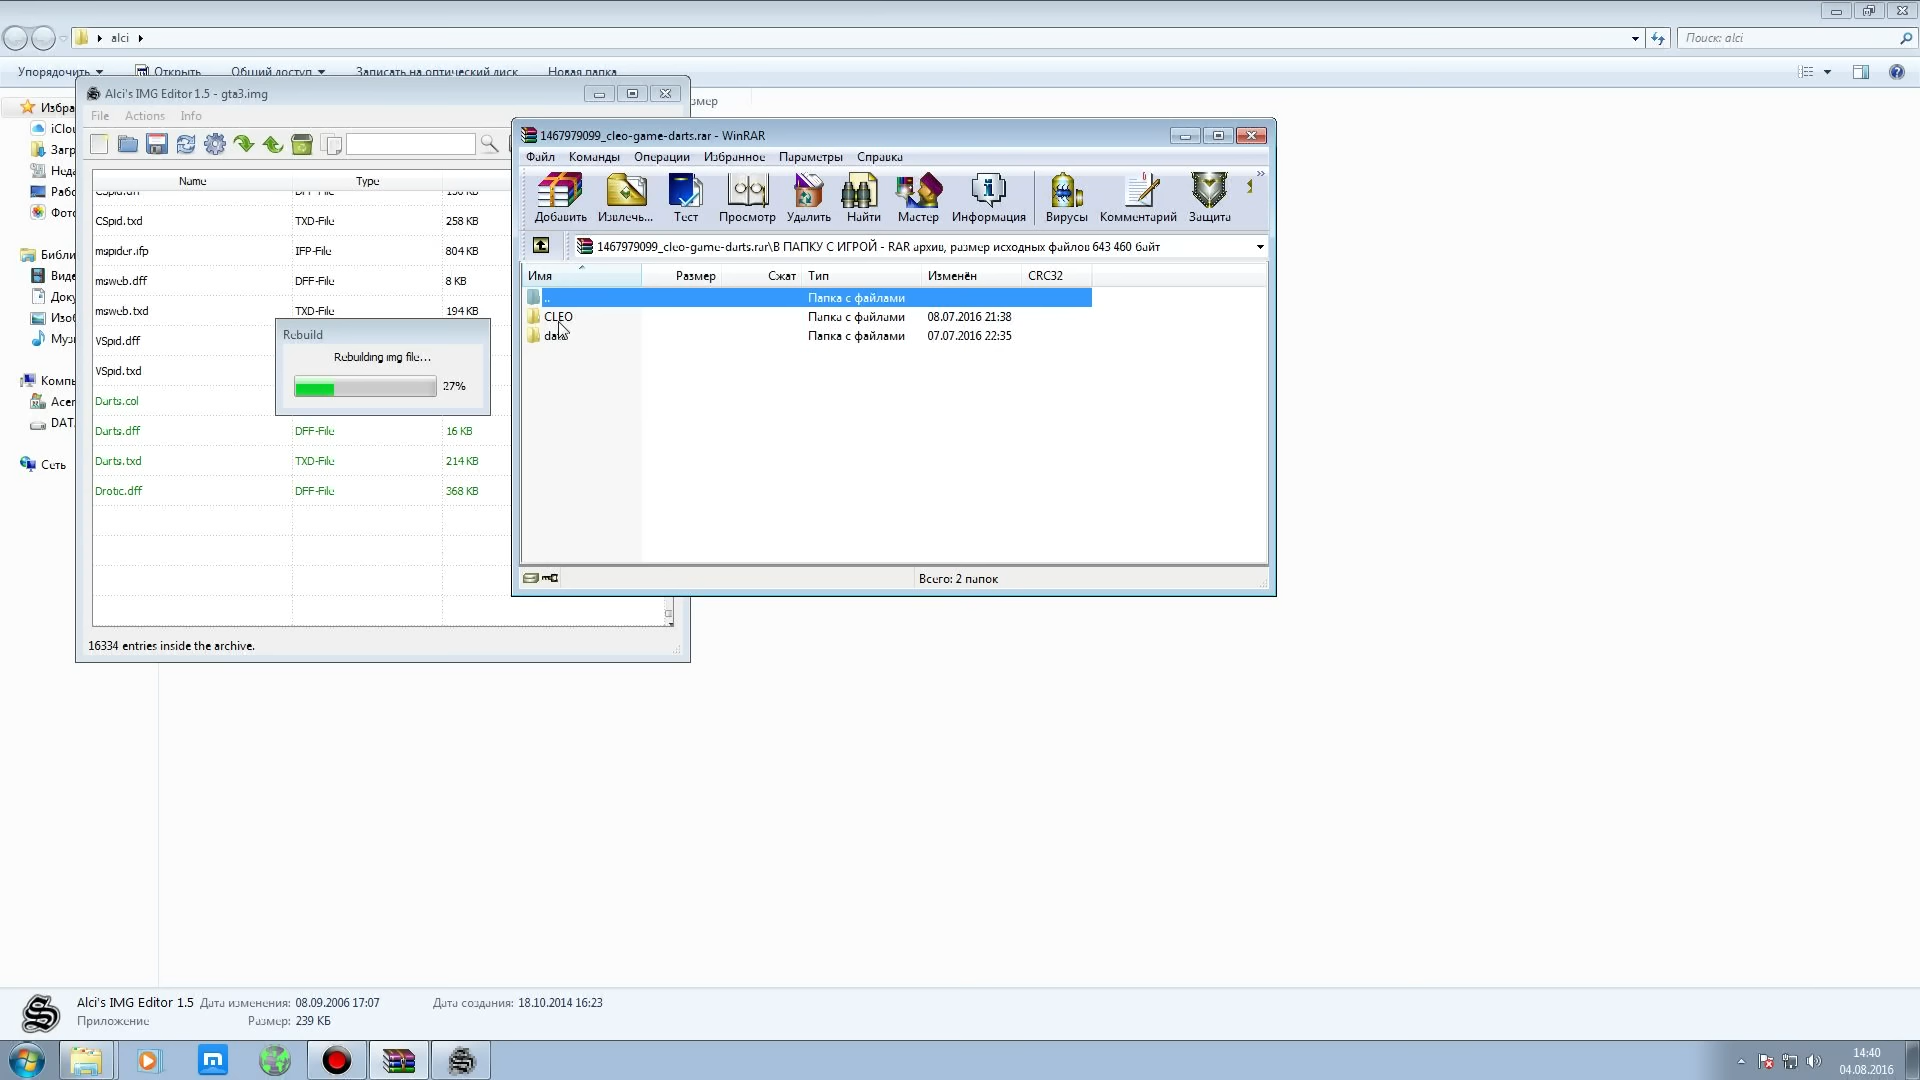 alci
Поиск: alci
Упорядочить
Открыть
Общий доступ
Записать на оптический диск
Новая папка
Alci's IMG Editor 1.5 - gta3.img
File Actions Info
Name Type
CSpid.txd TXD-File 258 KB
mspider.ifp IFP-File 804 KB
msweb.dff DFF-File 8 KB
msweb.txd TXD-File 194 KB
VSpid.dff
VSpid.txd
Darts.col
Darts.dff DFF-File 16 KB
Darts.txd TXD-File 214 KB
Drotic.dff DFF-File 368 KB
16334 entries inside the archive.
Rebuild
Rebuilding img file...
27%
1467979099_cleo-game-darts.rar - WinRAR
Файл Команды Операции Избранное Параметры Справка
Добавить Извлечь... Тест Просмотр Удалить Найти Мастер Информация Вирусы Комментарий Защита
1467979099_cleo-game-darts.rar\В ПАПКУ С ИГРОЙ - RAR архив, размер исходных файлов 643 460 байт
Имя Размер Сжат Тип Изменён CRC32
.. Папка с файлами
CLEO Папка с файлами 08.07.2016 21:38
Папка с файлами 07.07.2016 22:35
Всего: 2 папок
Сеть
Alci's IMG Editor 1.5 Дата изменения: 08.09.2006 17:07 Дата создания: 18.10.2014 16:23
Приложение Размер: 239 КБ
14:40
04.08.2016